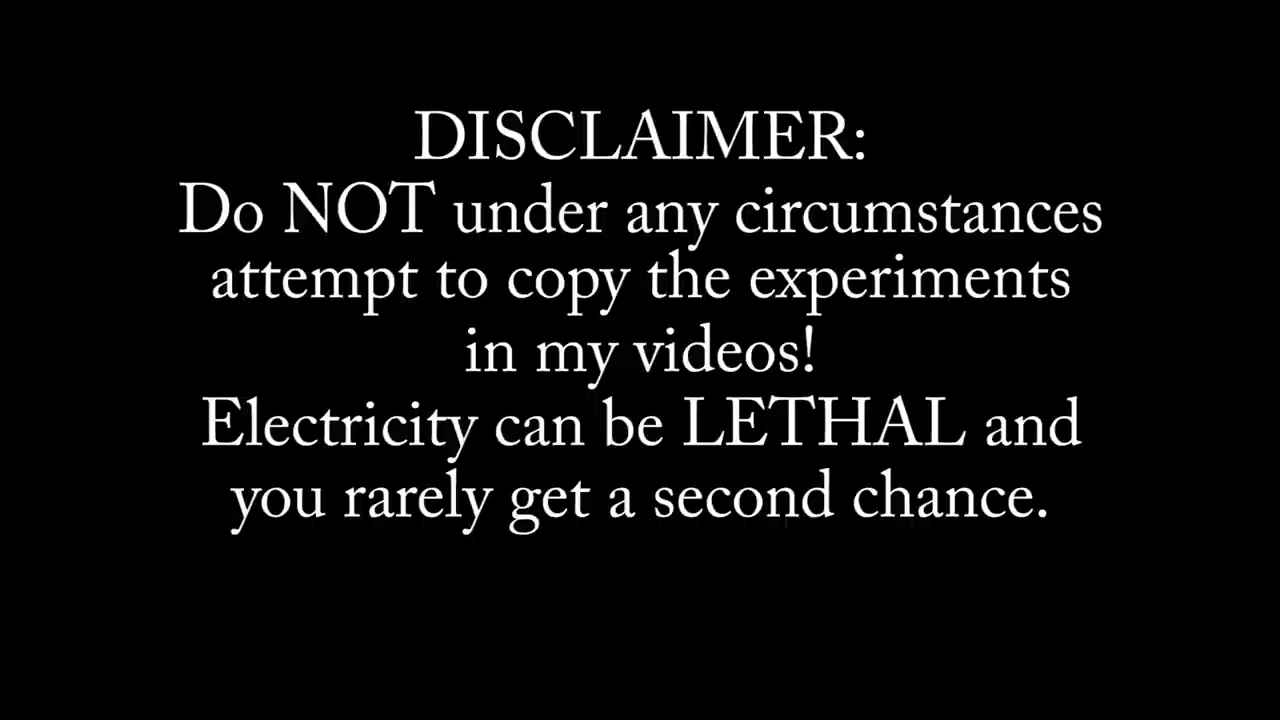 DISCLAIMER:
Do NOT under any circumstances
attempt to copy the experiments
in my videos!
Electricity can be LETHAL and
you rarely get a second chance.